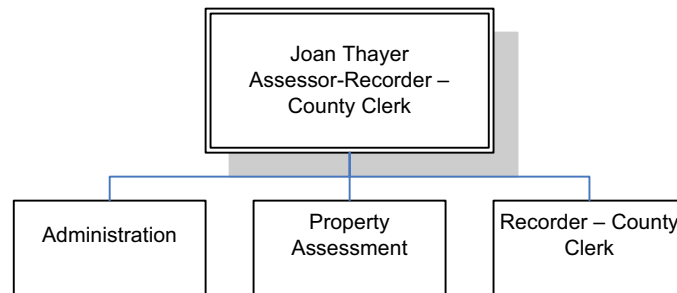 Joan Thayer
Assessor-Recorder –
County Clerk
Administration
Property
Assessment
Recorder – County
Clerk